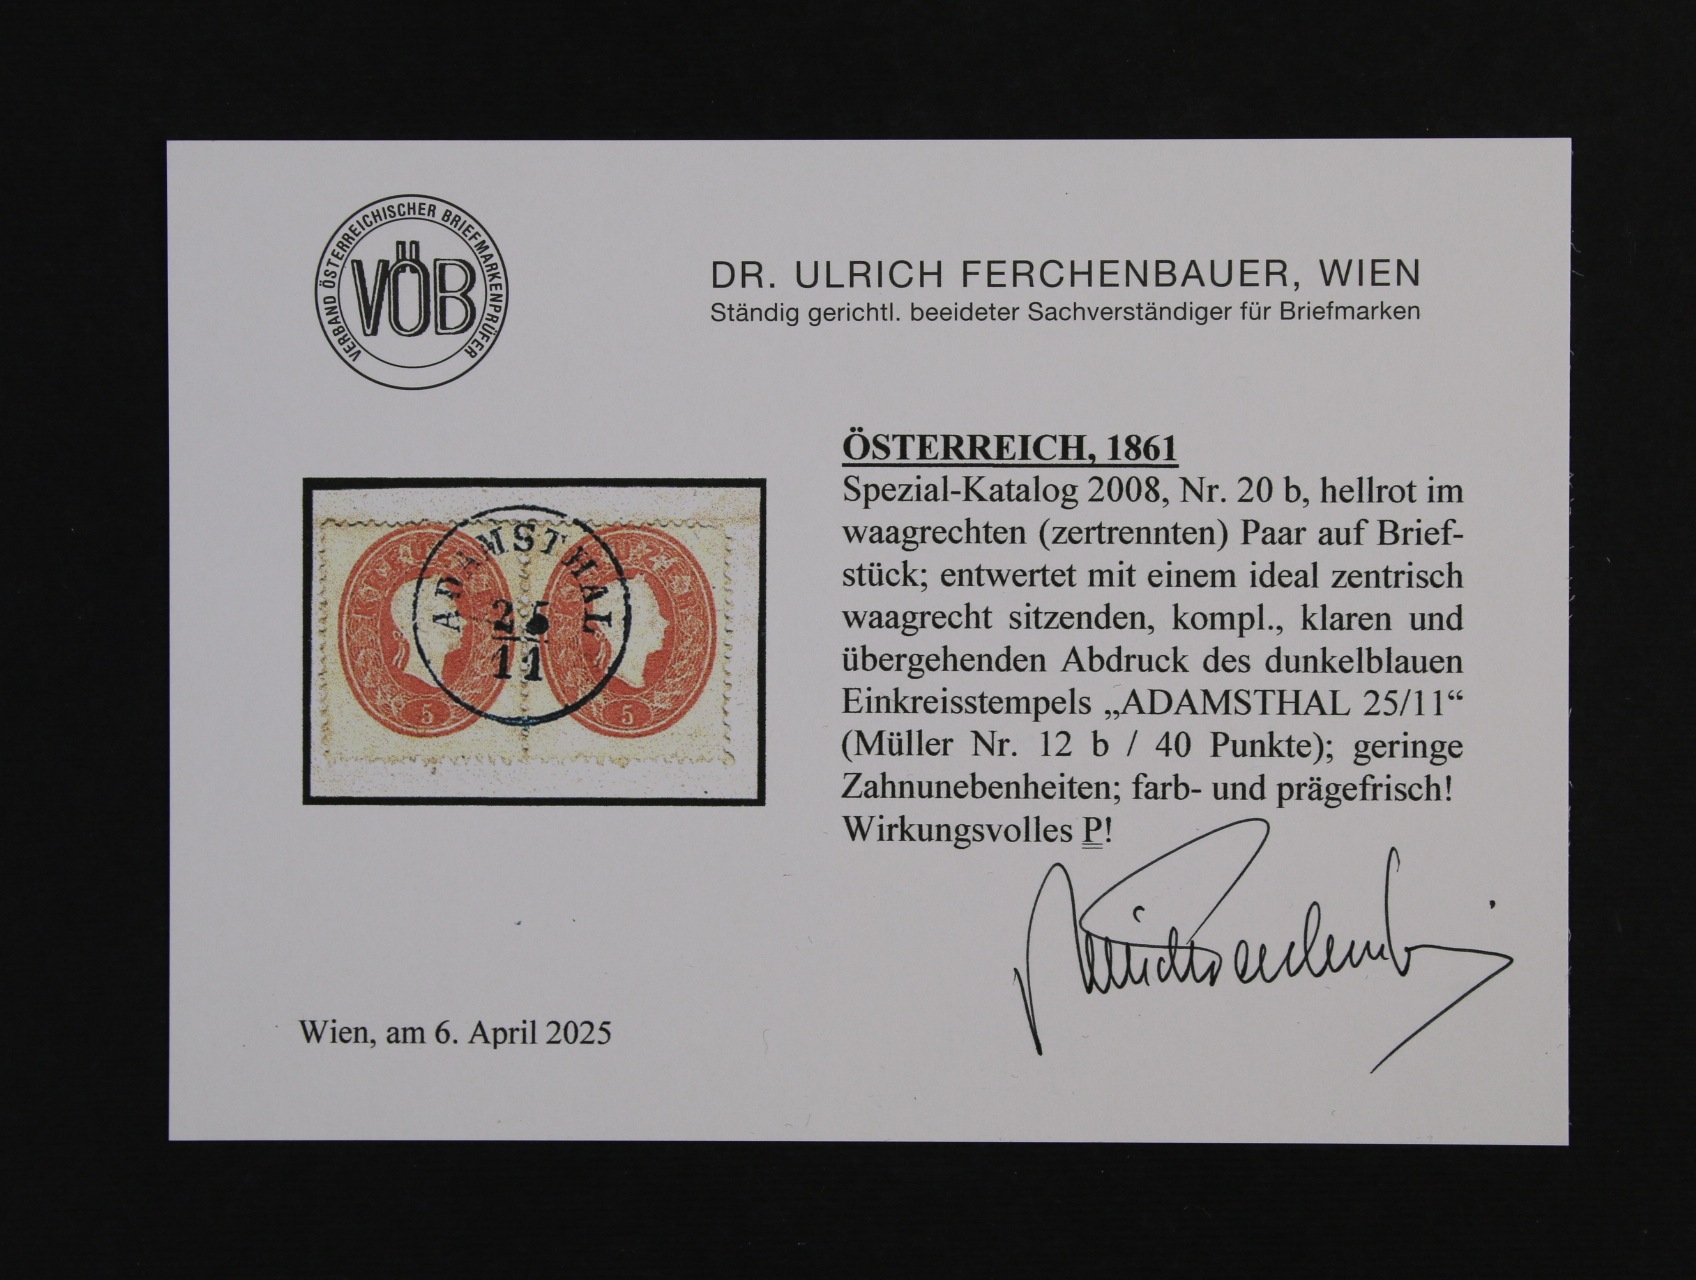 VERBAND ÖSTERREICHISCHER BRIEFMARKENPRÜFER
VÖB
DR. ULRICH FERCHENBAUER, WIEN
Ständig gerichtl. beeideter Sachverständiger für Briefmarken
ADAMSTHAL
25
11
5
5
ÖSTERREICH, 1861
Spezial-Katalog 2008, Nr. 20 b, hellrot im
waagrechten (zertrennten) Paar auf Brief-
stück; entwertet mit einem ideal zentrisch
waagrecht sitzenden, kompl., klaren und
übergehenden Abdruck des dunkelblauen
Einkreisstempels „ADAMSTHAL 25/11“
(Müller Nr. 12 b / 40 Punkte); geringe
Zahnunebenheiten; farb- und prägefrisch!
Wirkungsvolles P!
Wien, am 6. April 2025